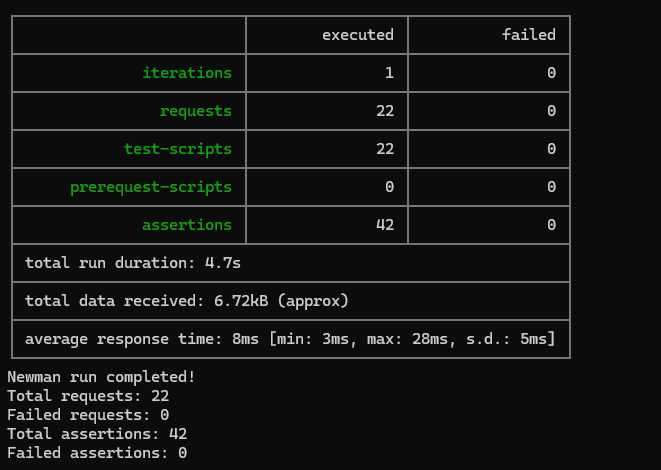 executed failed
iterations 1 0
requests 22 0
test-scripts 22 0
prerequest-scripts 0 0
assertions 42 0
total run duration: 4.7s
total data received: 6.72kB (approx)
average response time: 8ms [min: 3ms, max: 28ms, s.d.: 5ms]
Newman run completed!
Total requests: 22
Failed requests: 0
Total assertions: 42
Failed assertions: 0